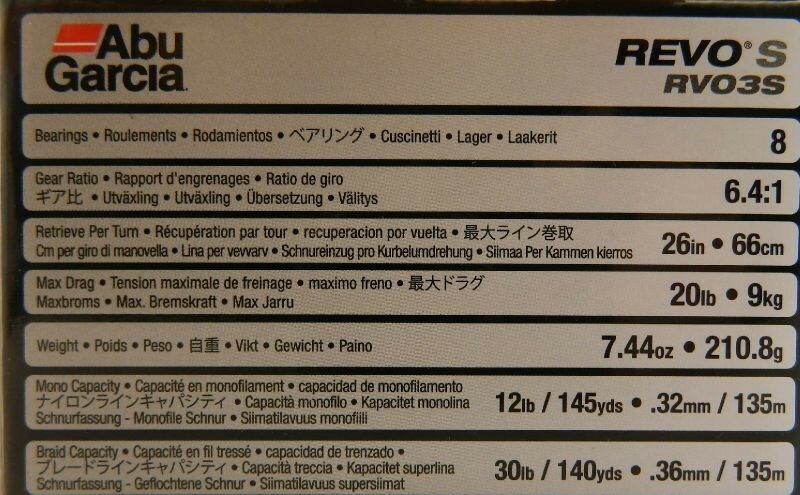 Abu
Garcia
REVO® S
RVO3S
Bearings • Roulements • Rodamientos • ベアリング • Cuscinetti • Lager • Laakerit
8
Gear Ratio • Rapport d'engrenages • Ratio de giro
ギア比 • Utväxling • Utväxling • Übersetzung • Välitys
6.4:1
Retrieve Per Turn • Récupération par tour • recuperacion por vuelta • 最大ライン巻取
Cm per giro di manovella • Lina per vevvarv • Schnureinzug pro Kurbelumdrehung • Siimaa Per Kammen kierros
26in • 66cm
Max Drag • Tension maximale de freinage • maximo freno • 最大ドラグ
Maxbroms • Max. Bremskraft • Max Jarru
20lb • 9kg
Weight • Poids • Peso • 自重 • Vikt • Gewicht • Paino
7.44oz • 210.8g
Mono Capacity • Capacité en monofilament • capacidad de monofilamento
ナイロンラインキャパシティ • Capacità monofilo • Kapacitet monolina
Schnurfassung - Monofile Schnur • Siimatilavuus monofiili
12lb / 145yds • .32mm / 135m
Braid Capacity • Capacité en fil tressé • capacidad de trenzado •
ブレードラインキャパシティ • Capacità treccia • Kapacitet superlina
Schnurfassung - Geflochtene Schnur • Siimatilavuus supersiimat
30lb / 140yds • .36mm / 135m